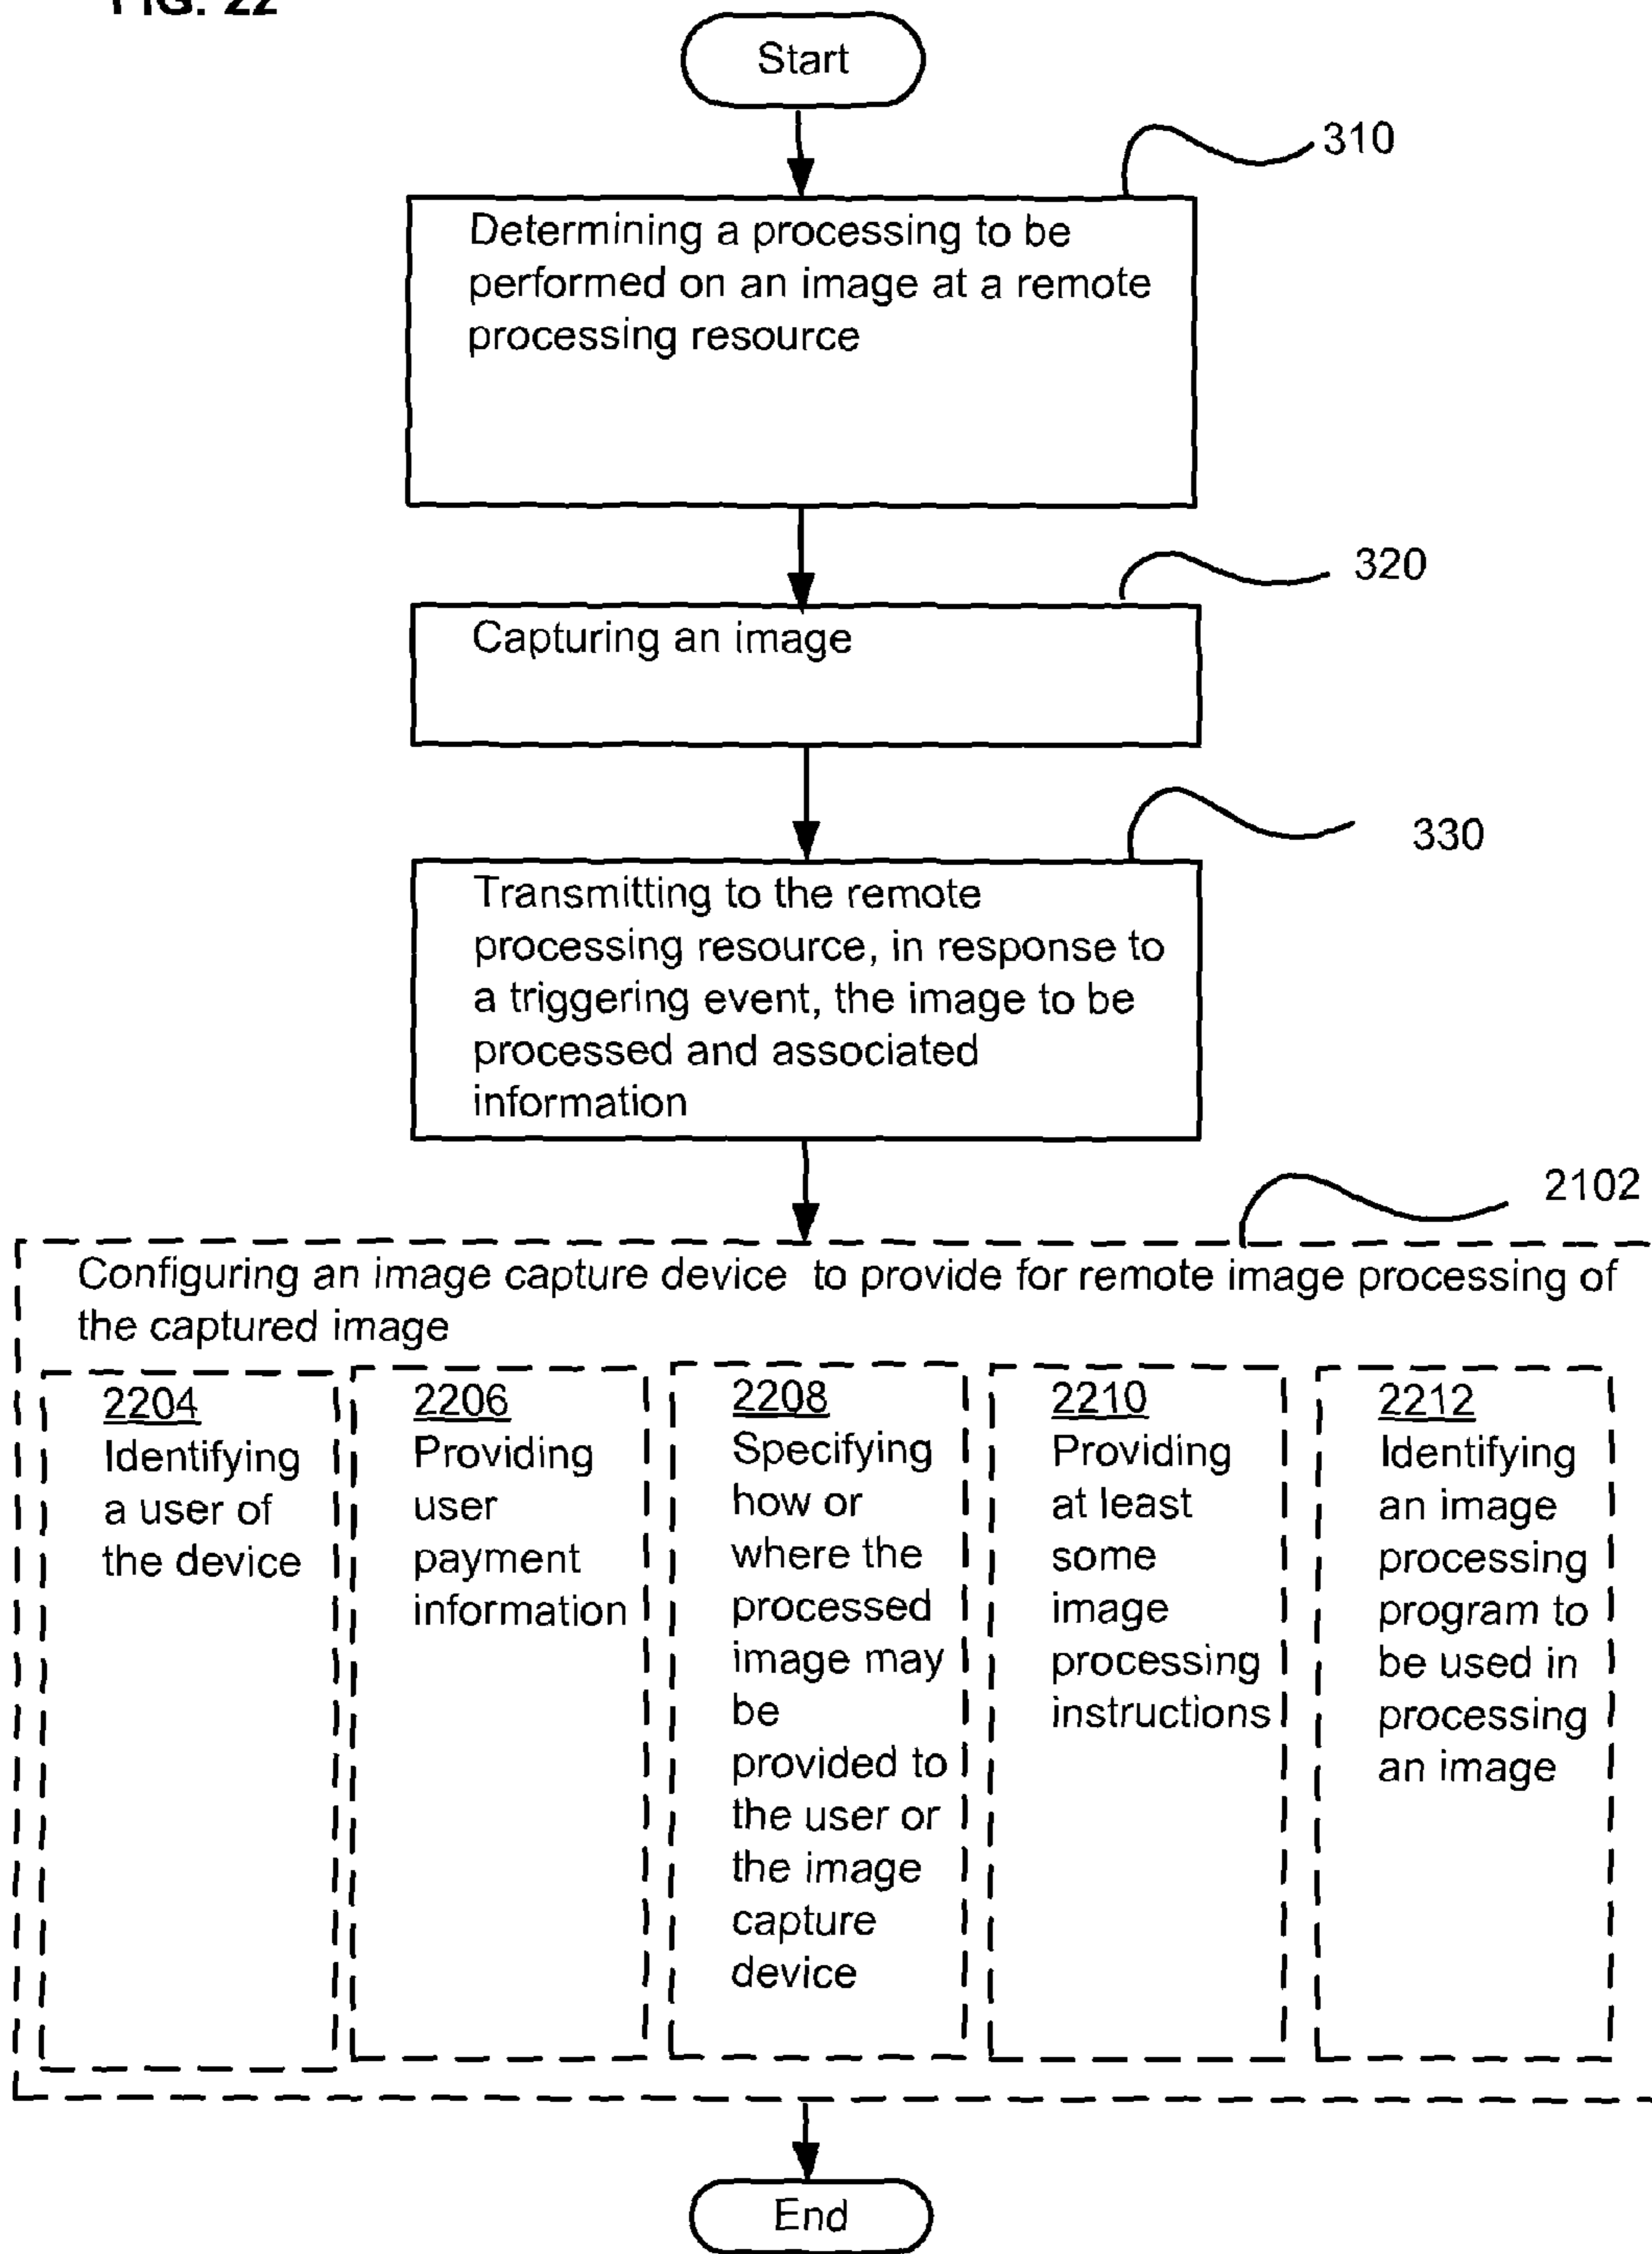 FIG. 22
Start
310
Determining a processing to be
performed on an image at a remote
processing resource
320
Capturing an image
330
Transmitting to the remote
processing resource, in response to
a triggering event, the image to be
processed and associated
information
2102
Configuring an image capture device to provide for remote image processing of
the captured image
2204
Identifying
a user of
the device
2206
Providing
user
payment
information
2208
Specifying
how or
where the
processed
image may
be
provided to
the user or
the image
capture
device
2210
Providing
at least
some
image
processing
instructions
2212
Identifying
an image
processing
program to
be used in
processing
an image
End